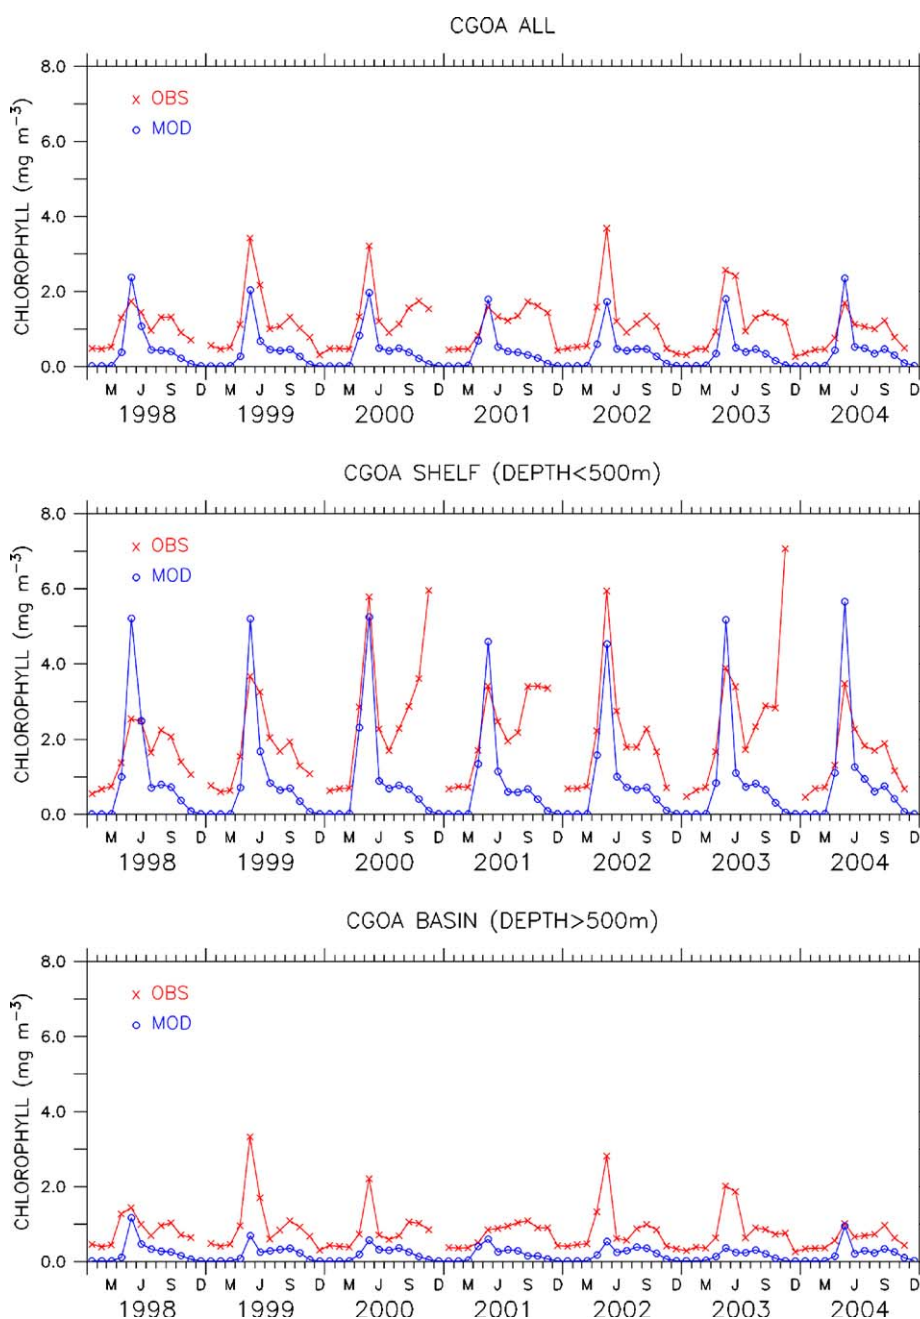 CGOA ALL
CHLOROPHYLL (mg m⁻³)
8.0
6.0
4.0
2.0
0.0
× OBS
○ MOD
M J S D M J S D M J S D M J S D M J S D M J S D M J S D
1998 1999 2000 2001 2002 2003 2004
CGOA SHELF (DEPTH<500m)
CHLOROPHYLL (mg m⁻³)
8.0
6.0
4.0
2.0
0.0
× OBS
○ MOD
M J S D M J S D M J S D M J S D M J S D M J S D M J S D
1998 1999 2000 2001 2002 2003 2004
CGOA BASIN (DEPTH>500m)
CHLOROPHYLL (mg m⁻³)
8.0
6.0
4.0
2.0
0.0
× OBS
○ MOD
M J S D M J S D M J S D M J S D M J S D M J S D M J S D
1998 1999 2000 2001 2002 2003 2004